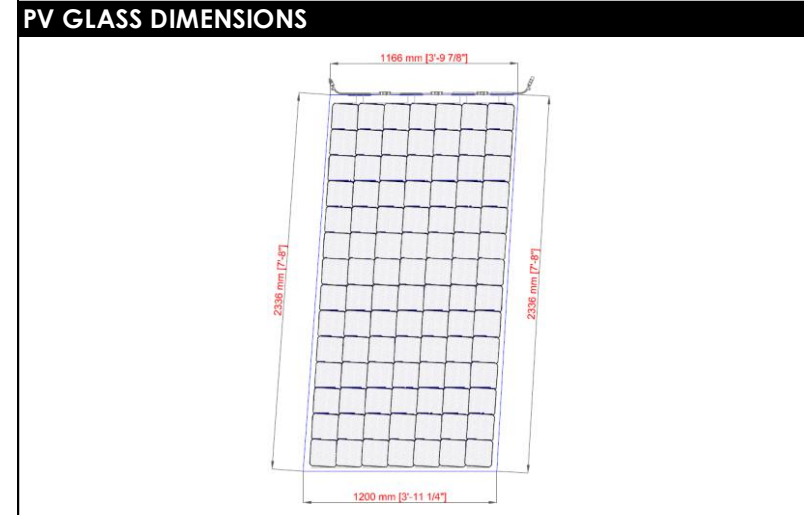 PV GLASS DIMENSIONS
1166 mm [3'-9 7/8"]
2336 mm [7'-8"]
2336 mm [7'-8"]
1200 mm [3'-11 1/4"]